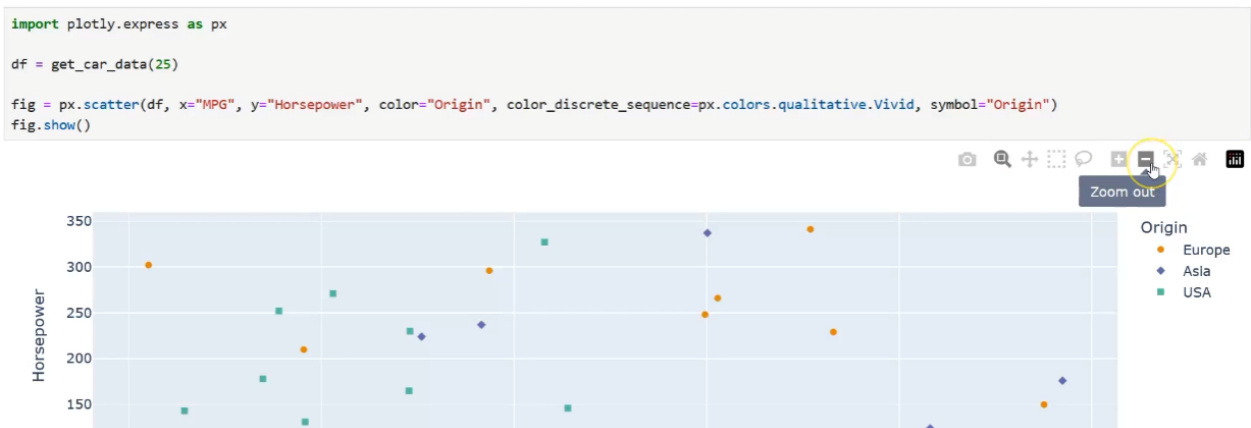 import plotly.express as px
df = get_car_data(25)
fig = px.scatter(df, x="MPG", y="Horsepower", color="Origin", color_discrete_sequence=px.colors.qualitative.Vivid, symbol="Origin")
fig.show()
Zoom out
350
300
250
200
150
Horsepower
Origin
Europe
Asia
USA